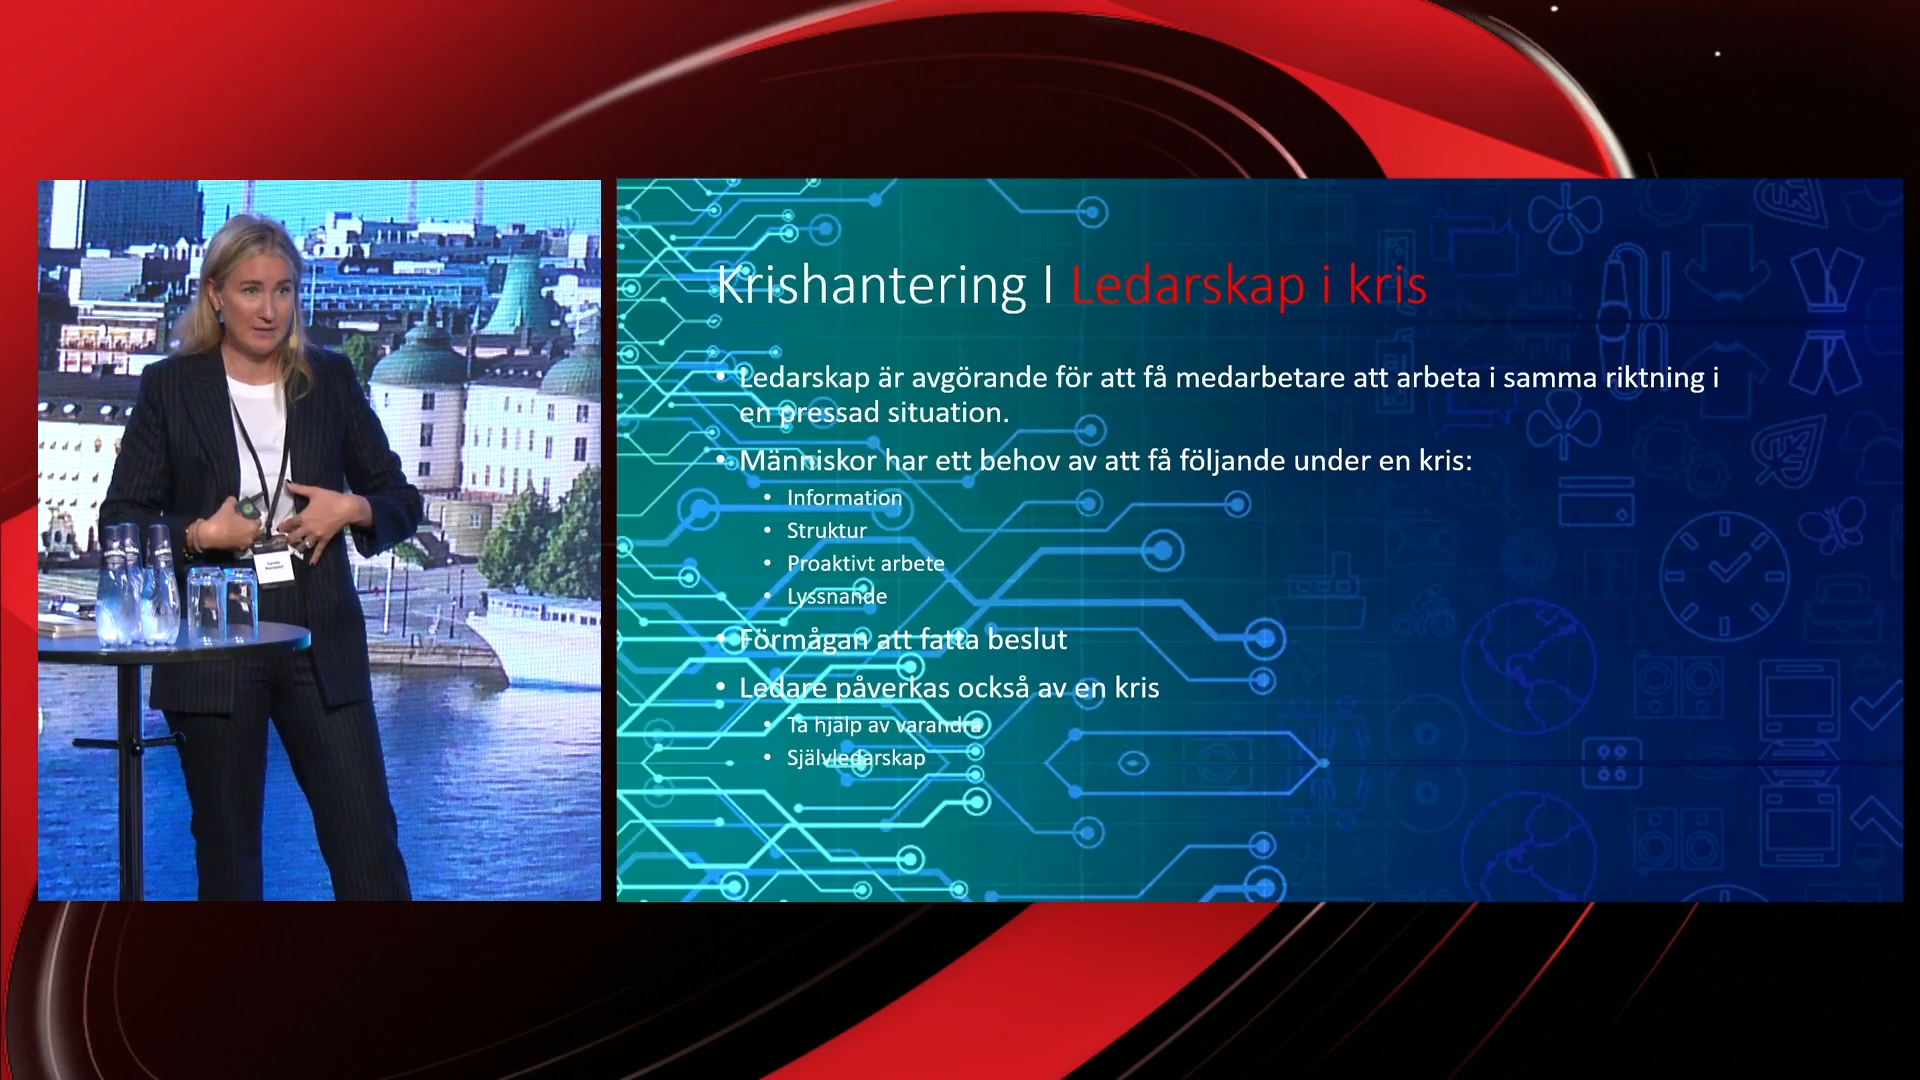 Krishantering I Ledarskap i kris
• Ledarskap är avgörande för att få medarbetare att arbeta i samma riktning i
en pressad situation.
• Människor har ett behov av att få följande under en kris:
• Information
• Struktur
• Proaktivt arbete
• Lyssnande
• Förmågan att fatta beslut
• Ledare påverkas också av en kris
• Ta hjälp av varandra
• Självledarskap